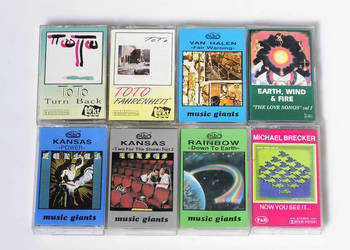 TOTO
TOTO
Turn Back
TOTO
TOTO
FAHRENHEIT
VAN HALEN
~Fair Warning~
music giants
EARTH, WIND
& FIRE
"THE LOVE SONGS" vol 1
KANSAS
~POWER~
music giants
KANSAS
~Two For The Show~Part 2
music giants
RAINBOW
~Down To Earth~
music giants
MICHAEL BRECKER
NOW YOU SEE IT...